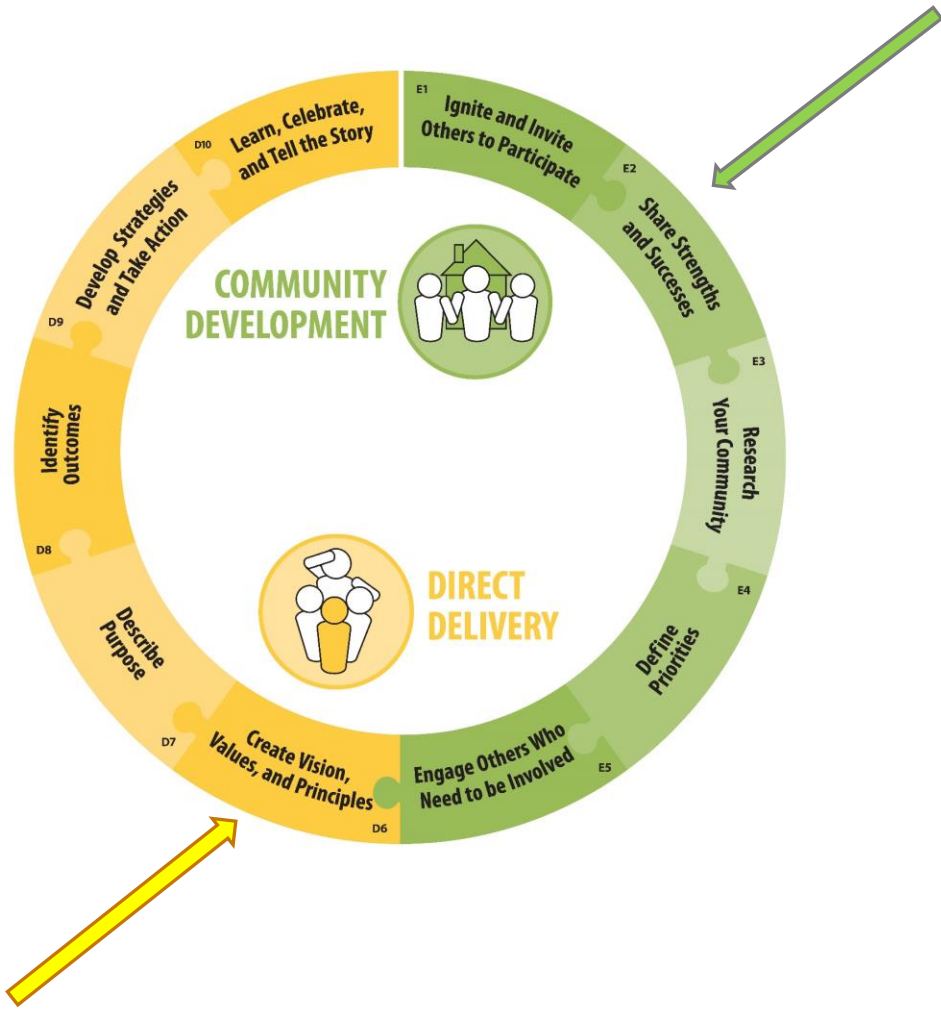 E1
Ignite and Invite
Others to Participate
E2
Share Strengths
and Successes
E3
Research
Your Community
E4
Define
Priorities
E5
Engage Others Who
Need to be Involved
D6
Create Vision,
Values, and Principles
D7
Describe
Purpose
D8
Identify
Outcomes
D9
Develop Strategies
and Take Action
D10
Learn, Celebrate,
and Tell the Story
COMMUNITY
DEVELOPMENT
DIRECT
DELIVERY